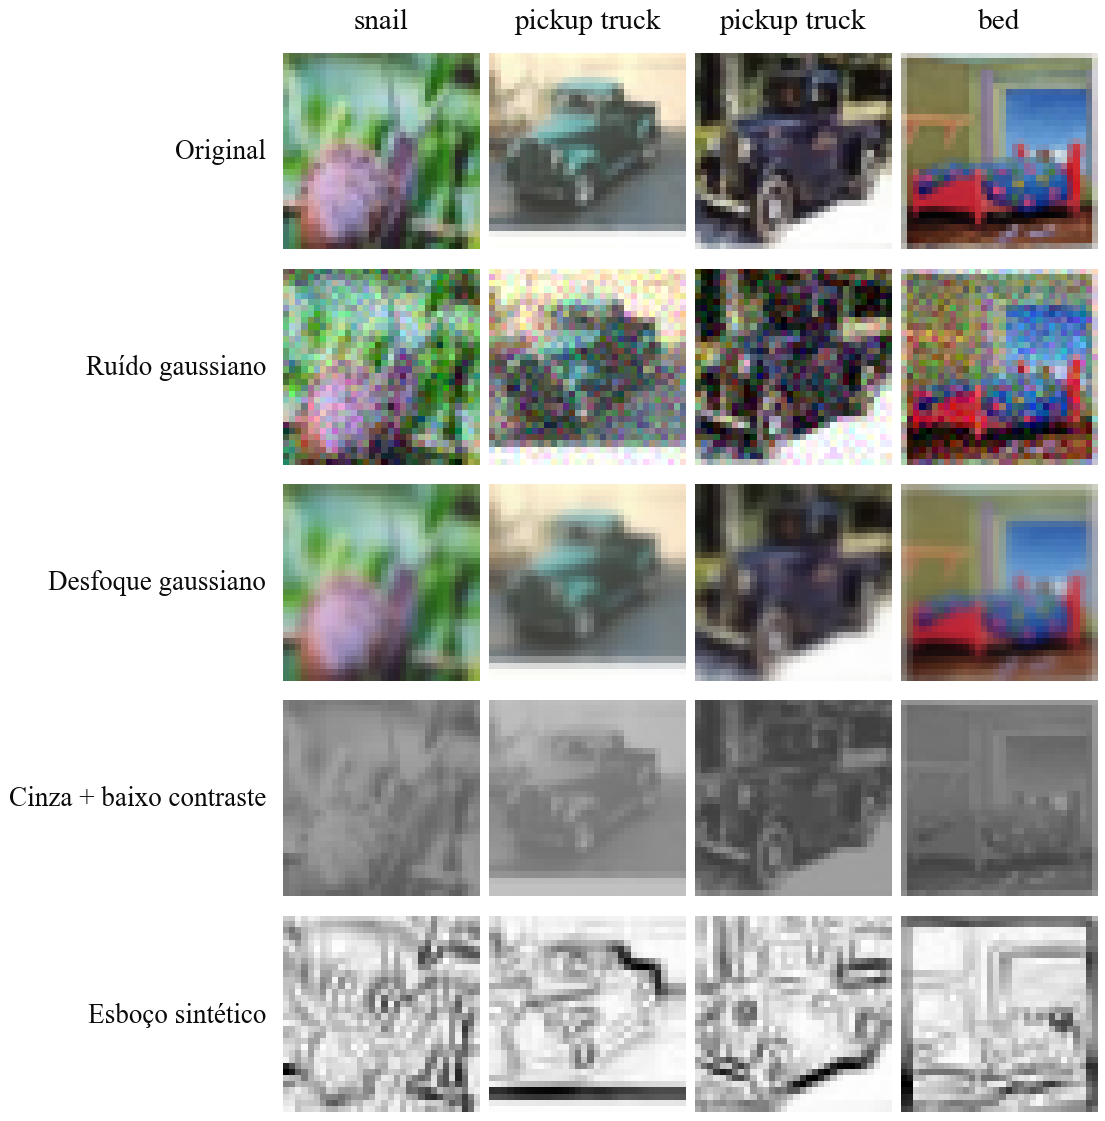 snail pickup truck pickup truck bed
Original
Ruído gaussiano
Desfoque gaussiano
Cinza + baixo contraste
Esboço sintético